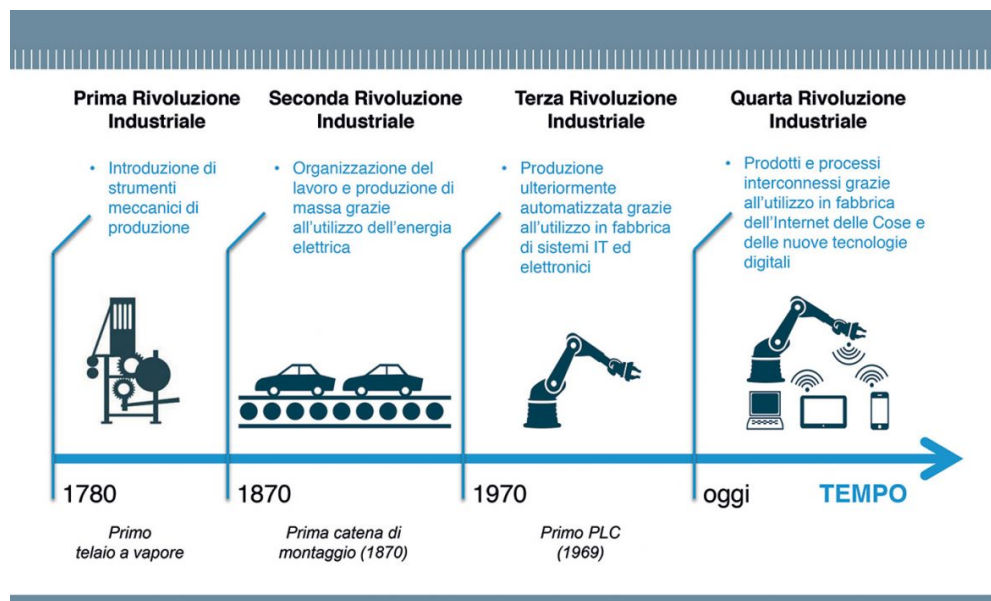 Prima Rivoluzione
Industriale
• Introduzione di
strumenti
meccanici di
produzione
Seconda Rivoluzione
Industriale
• Organizzazione del
lavoro e produzione di
massa grazie
all'utilizzo dell'energia
elettrica
Terza Rivoluzione
Industriale
• Produzione
ulteriormente
automatizzata grazie
all'utilizzo in fabbrica
di sistemi IT ed
elettronici
Quarta Rivoluzione
Industriale
• Prodotti e processi
interconnessi grazie
all'utilizzo in fabbrica
dell'Internet delle Cose e
delle nuove tecnologie
digitali
1780
1870
1970
oggi
TEMPO
Primo
telaio a vapore
Prima catena di
montaggio (1870)
Primo PLC
(1969)